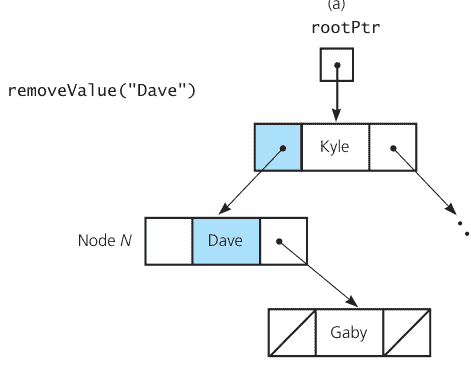 (a)
rootPtr
removeValue("Dave")
Kyle
Node N
Dave
Gaby